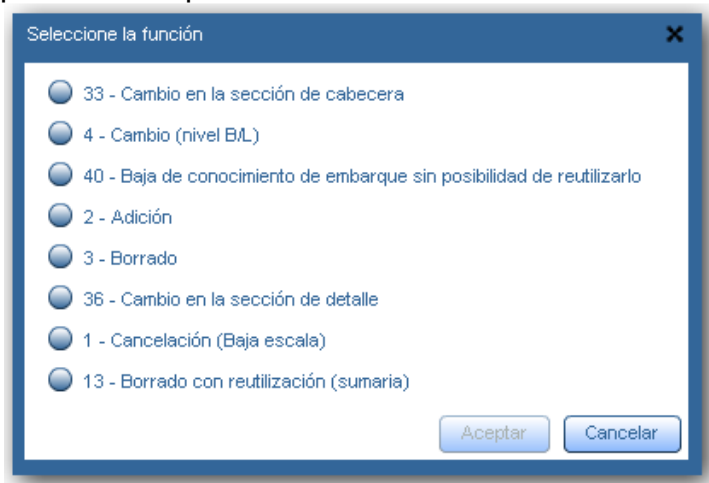 Seleccione la función
33 - Cambio en la sección de cabecera
4 - Cambio (nivel B/L)
40 - Baja de conocimiento de embarque sin posibilidad de reutilizarlo
2 - Adición
3 - Borrado
36 - Cambio en la sección de detalle
1 - Cancelación (Baja escala)
13 - Borrado con reutilización (sumaria)
Aceptar Cancelar